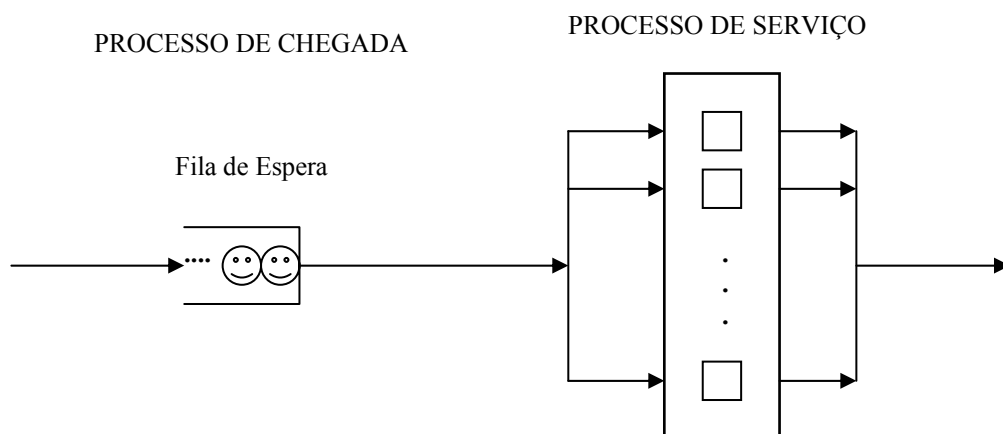 PROCESSO DE CHEGADA
PROCESSO DE SERVIÇO
Fila de Espera